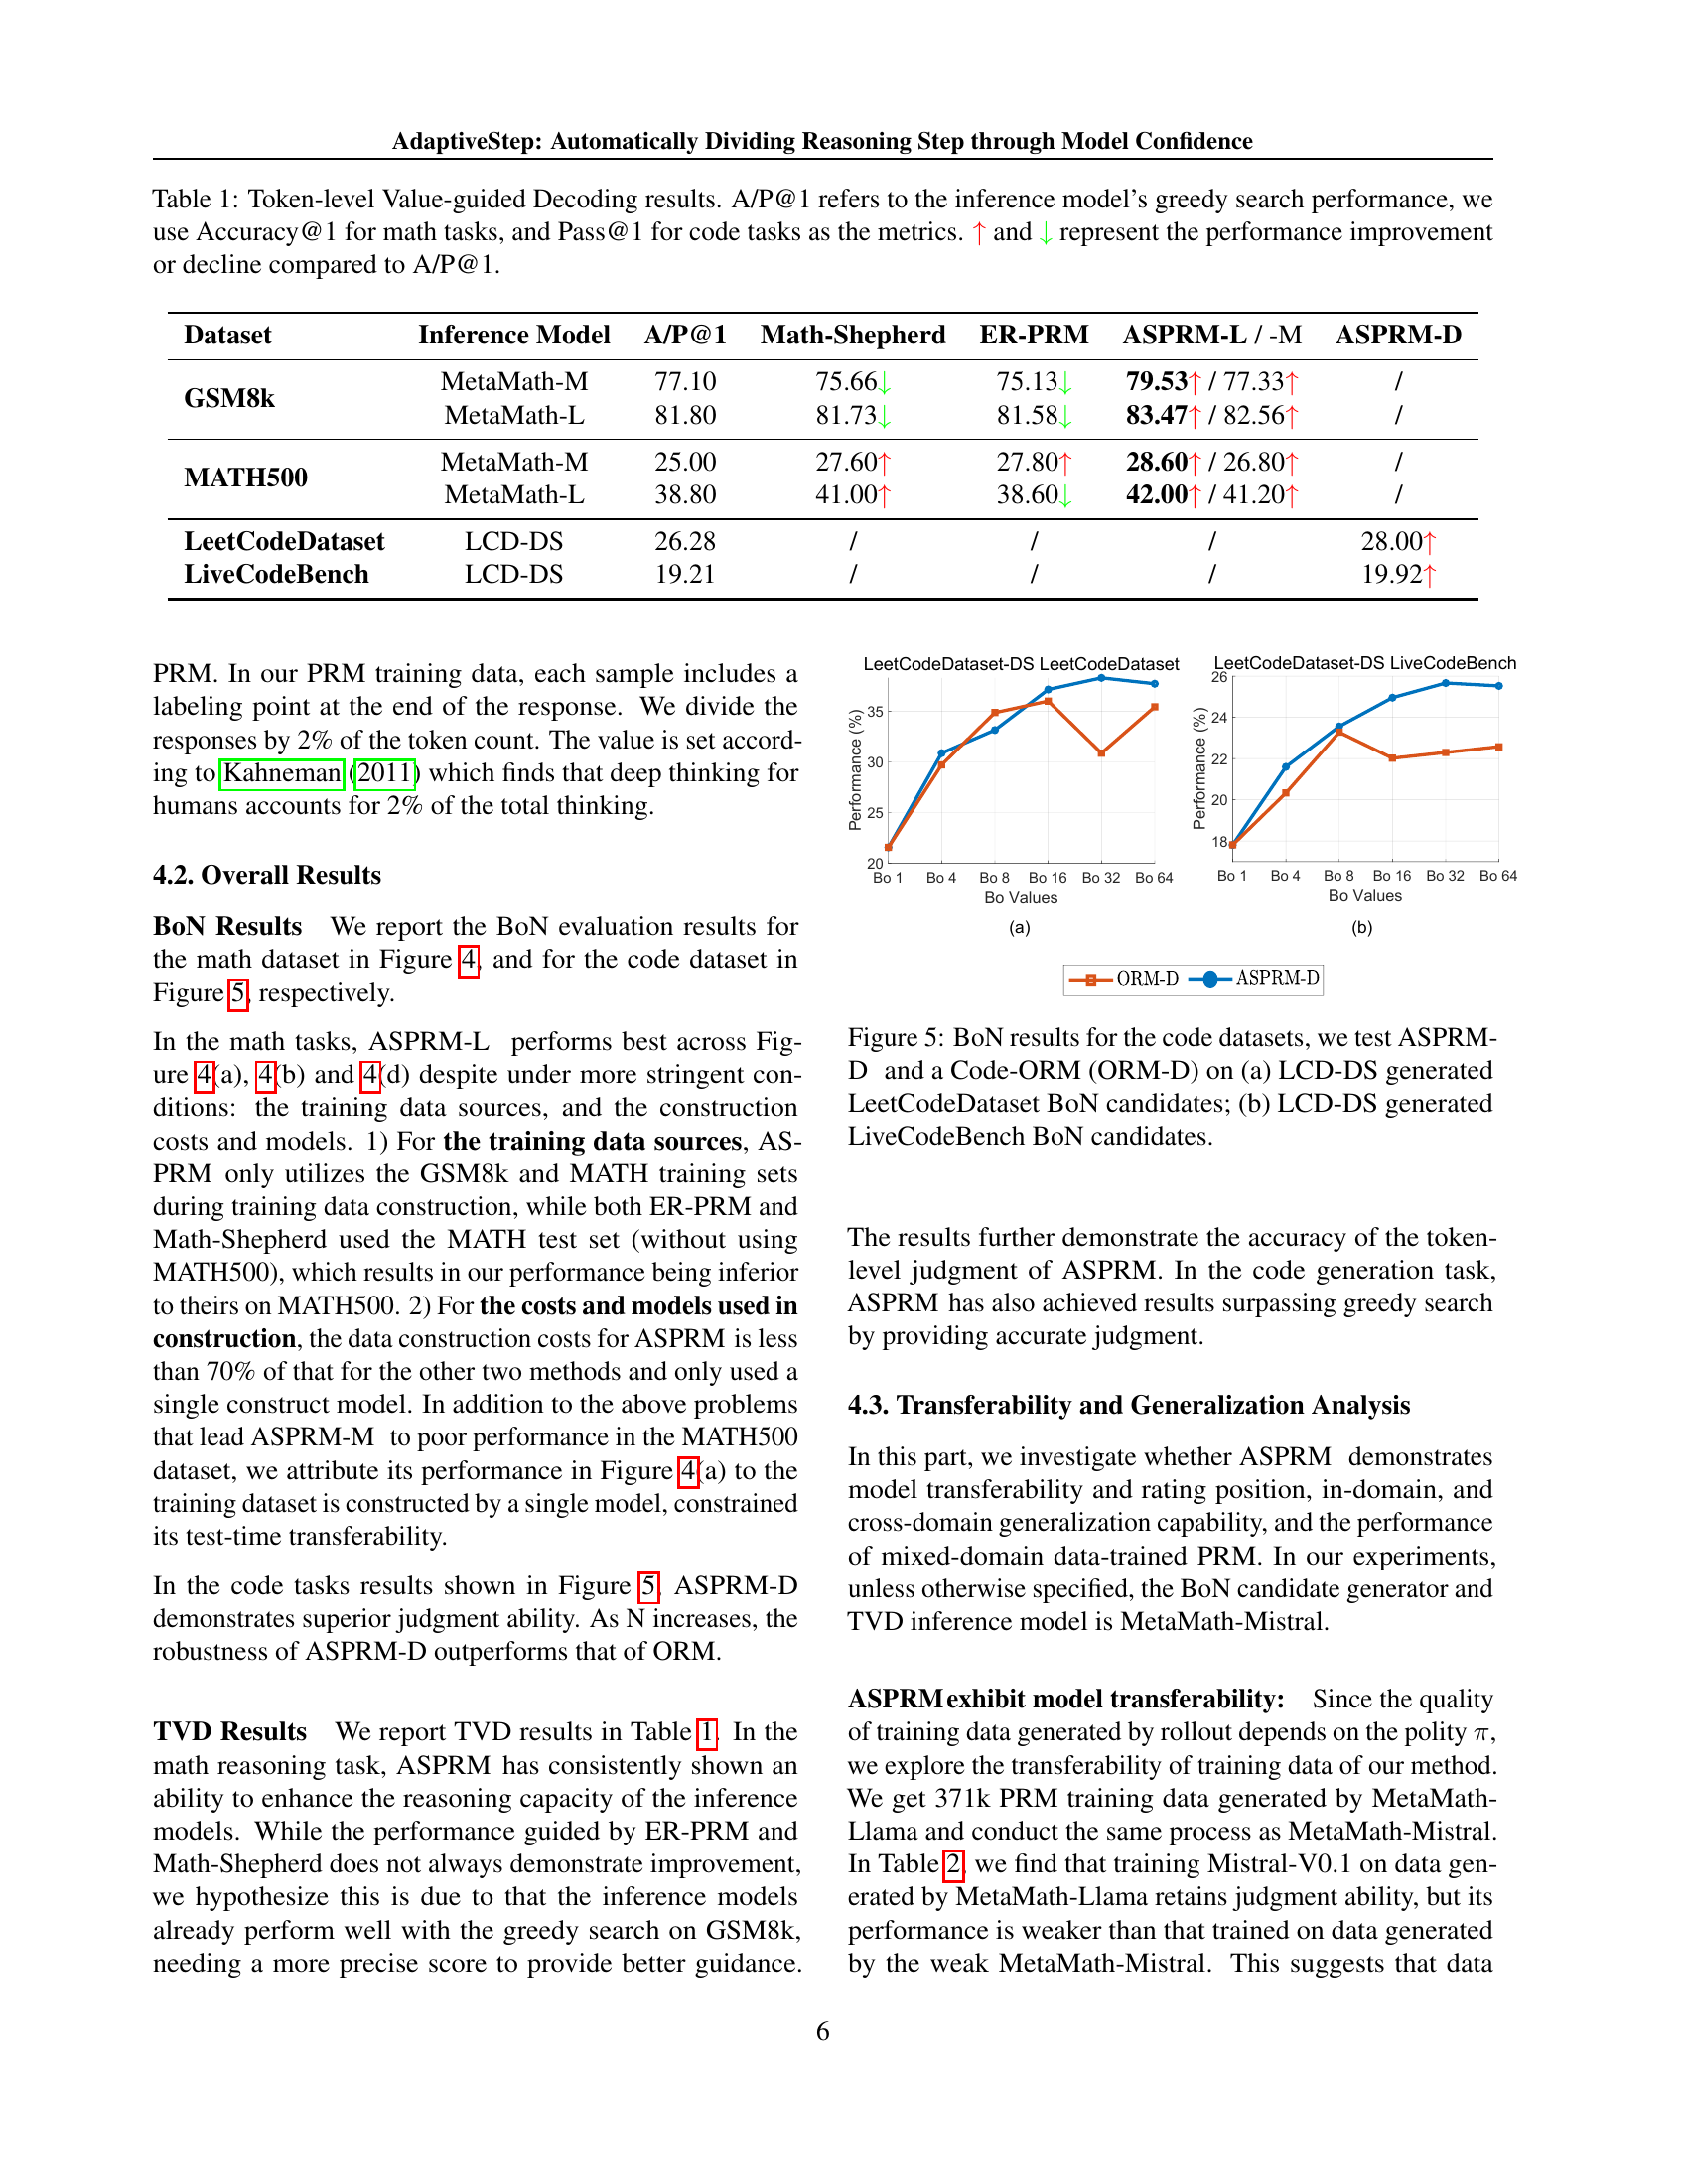 AdaptiveStep: Automatically Dividing Reasoning Step through Model Confidence
Table 1: Token-level Value-guided Decoding results. A/P@1 refers to the inference model's greedy search performance, we
use Accuracy@1 for math tasks, and Pass@1 for code tasks as the metrics. ↑ and ↓ represent the performance improvement
or decline compared to A/P@1.
Dataset Inference Model A/P@1 Math-Shepherd ER-PRM ASPRM-L / -M ASPRM-D
GSM8k
MetaMath-M 77.10 75.66↓ 75.13↓ 79.53↑ / 77.33↑ /
MetaMath-L 81.80 81.73↓ 81.58↓ 83.47↑ / 82.56↑ /
MATH500
MetaMath-M 25.00 27.60↑ 27.80↑ 28.60↑ / 26.80↑ /
MetaMath-L 38.80 41.00↑ 38.60↓ 42.00↑ / 41.20↑ /
LeetCodeDataset LCD-DS 26.28 / / / 28.00↑
LiveCodeBench LCD-DS 19.21 / / / 19.92↑
PRM. In our PRM training data, each sample includes a
labeling point at the end of the response. We divide the
responses by 2% of the token count. The value is set accord-
ing to Kahneman (2011) which finds that deep thinking for
humans accounts for 2% of the total thinking.
4.2. Overall Results
BoN Results We report the BoN evaluation results for
the math dataset in Figure 4, and for the code dataset in
Figure 5, respectively.
In the math tasks, ASPRM-L performs best across Fig-
ure 4(a), 4(b) and 4(d) despite under more stringent con-
ditions: the training data sources, and the construction
costs and models. 1) For the training data sources, AS-
PRM only utilizes the GSM8k and MATH training sets
during training data construction, while both ER-PRM and
Math-Shepherd used the MATH test set (without using
MATH500), which results in our performance being inferior
to theirs on MATH500. 2) For the costs and models used in
construction, the data construction costs for ASPRM is less
than 70% of that for the other two methods and only used a
single construct model. In addition to the above problems
that lead ASPRM-M to poor performance in the MATH500
dataset, we attribute its performance in Figure 4(a) to the
training dataset is constructed by a single model, constrained
its test-time transferability.
In the code tasks results shown in Figure 5, ASPRM-D
demonstrates superior judgment ability. As N increases, the
robustness of ASPRM-D outperforms that of ORM.
TVD Results We report TVD results in Table 1. In the
math reasoning task, ASPRM has consistently shown an
ability to enhance the reasoning capacity of the inference
models. While the performance guided by ER-PRM and
Math-Shepherd does not always demonstrate improvement,
we hypothesize this is due to that the inference models
already perform well with the greedy search on GSM8k,
needing a more precise score to provide better guidance.
LeetCodeDataset-DS LeetCodeDataset
Performance (%)
35
30
25
20
Bo 1 Bo 4 Bo 8 Bo 16 Bo 32 Bo 64
Bo Values
(a)
LeetCodeDataset-DS LiveCodeBench
Performance (%)
26
24
22
20
18
Bo 1 Bo 4 Bo 8 Bo 16 Bo 32 Bo 64
Bo Values
(b)
ORM-D ASPRM-D
Figure 5: BoN results for the code datasets, we test ASPRM-
D and a Code-ORM (ORM-D) on (a) LCD-DS generated
LeetCodeDataset BoN candidates; (b) LCD-DS generated
LiveCodeBench BoN candidates.
The results further demonstrate the accuracy of the token-
level judgment of ASPRM. In the code generation task,
ASPRM has also achieved results surpassing greedy search
by providing accurate judgment.
4.3. Transferability and Generalization Analysis
In this part, we investigate whether ASPRM demonstrates
model transferability and rating position, in-domain, and
cross-domain generalization capability, and the performance
of mixed-domain data-trained PRM. In our experiments,
unless otherwise specified, the BoN candidate generator and
TVD inference model is MetaMath-Mistral.
ASPRM exhibit model transferability: Since the quality
of training data generated by rollout depends on the polity π,
we explore the transferability of training data of our method.
We get 371k PRM training data generated by MetaMath-
Llama and conduct the same process as MetaMath-Mistral.
In Table 2, we find that training Mistral-V0.1 on data gen-
erated by MetaMath-Llama retains judgment ability, but its
performance is weaker than that trained on data generated
by the weak MetaMath-Mistral. This suggests that data
6